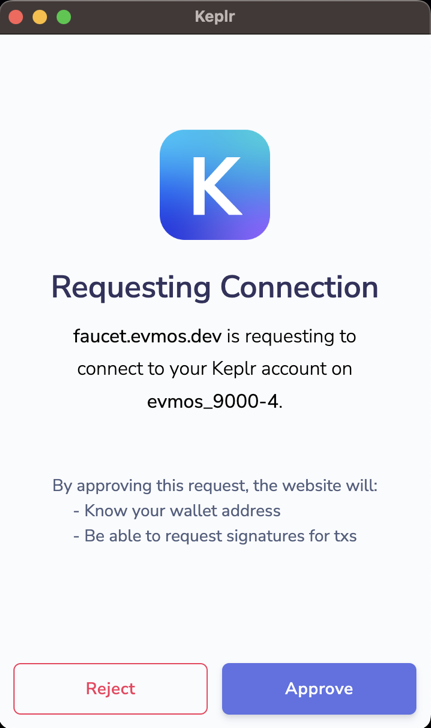 Keplr
K
Requesting Connection
faucet.evmos.dev is requesting to
connect to your Keplr account on
evmos_9000-4.
By approving this request, the website will:
- Know your wallet address
- Be able to request signatures for txs
Reject
Approve